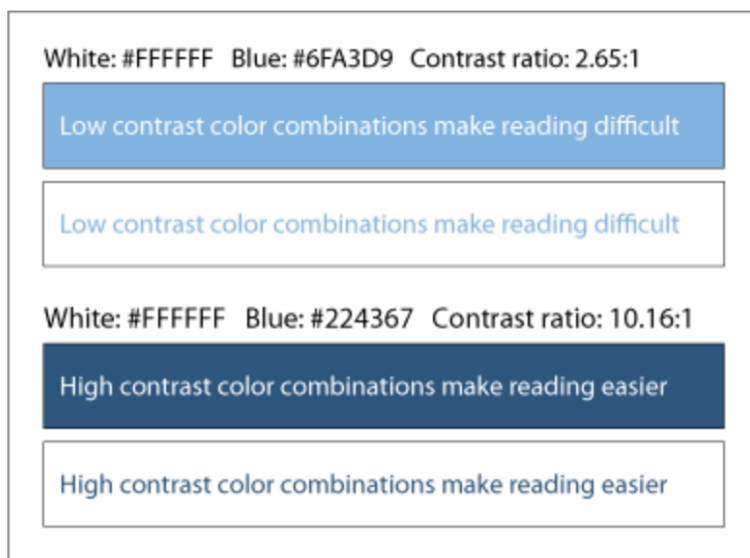 White: #FFFFFF   Blue: #6FA3D9   Contrast ratio: 2.65:1
Low contrast color combinations make reading difficult
Low contrast color combinations make reading difficult
White: #FFFFFF   Blue: #224367   Contrast ratio: 10.16:1
High contrast color combinations make reading easier
High contrast color combinations make reading easier